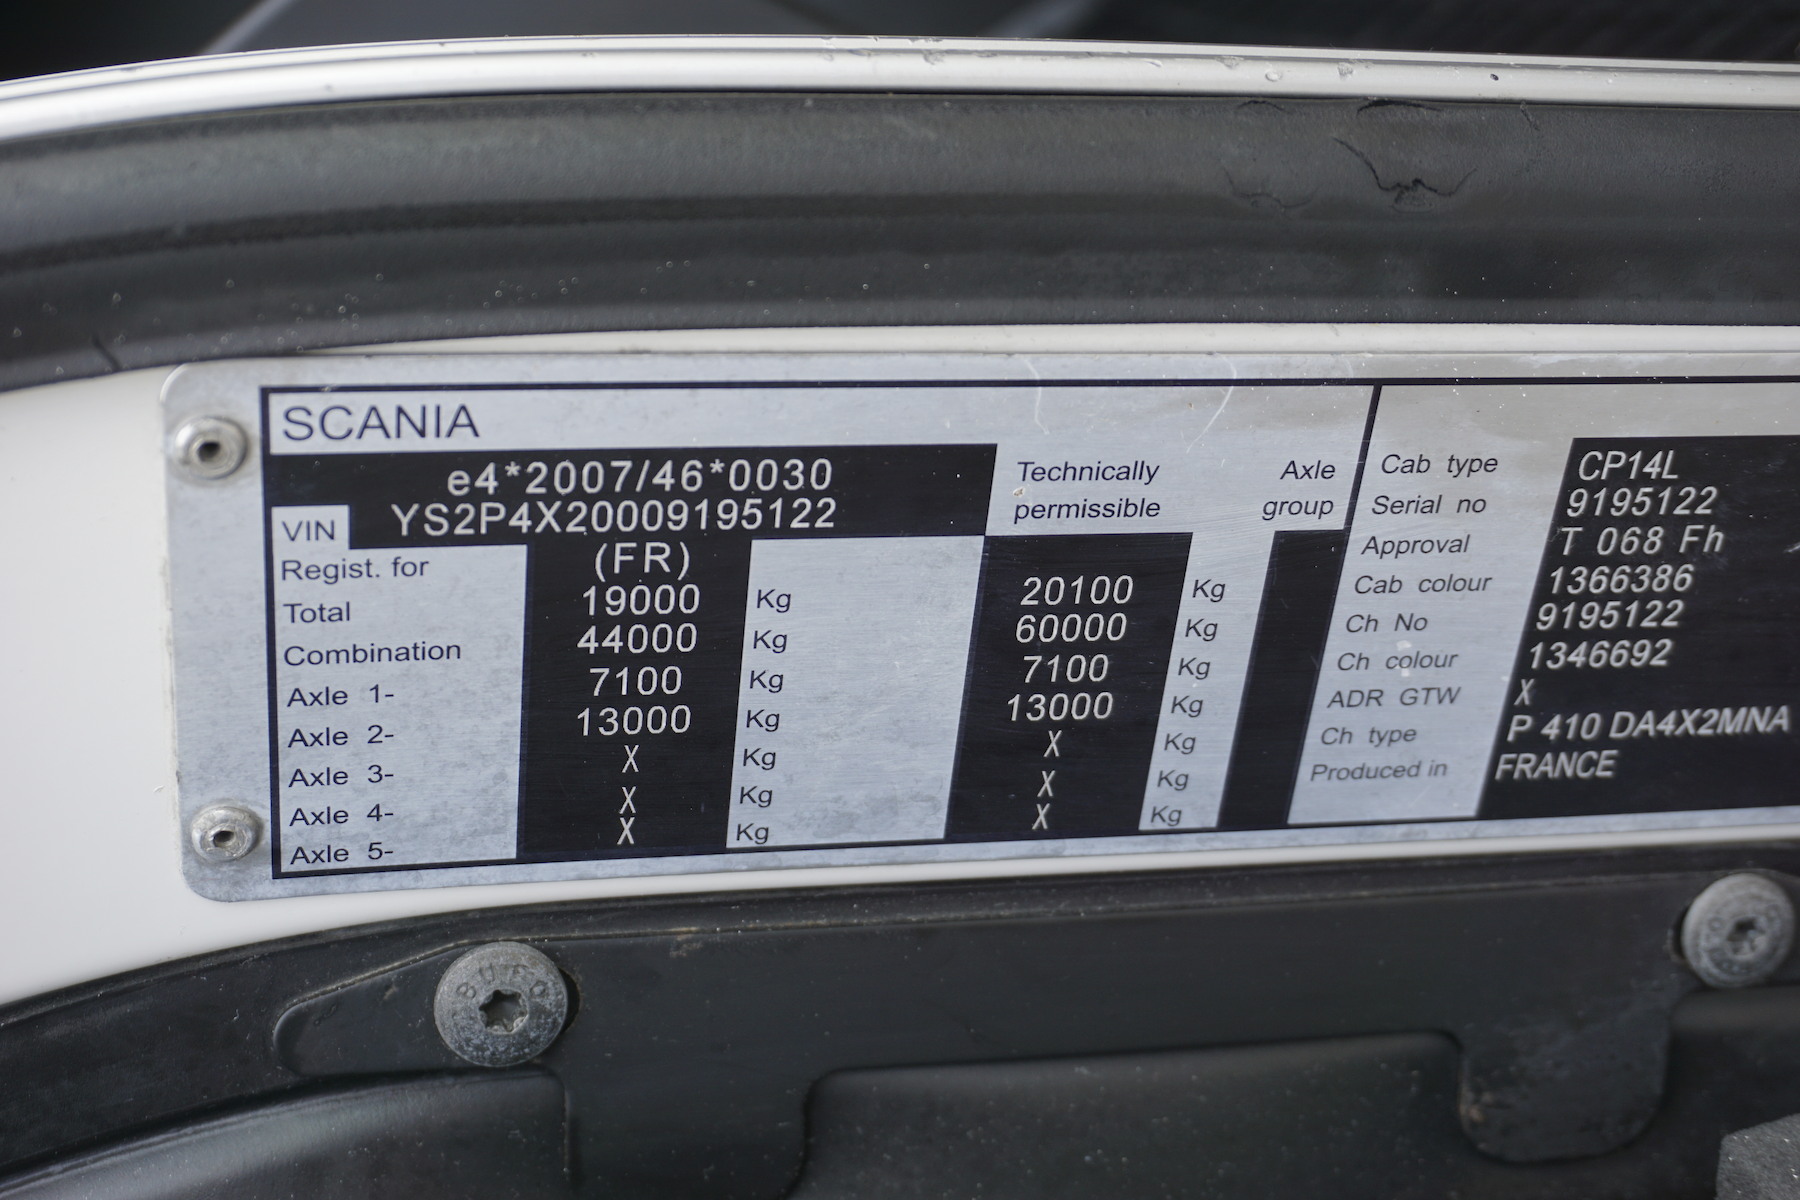 SCANIA
e4*2007/46*0030
VIN YS2P4X20009195122
Regist. for (FR)
Total 19000 Kg 20100 Kg
Combination 44000 Kg 60000 Kg
Axle 1- 7100 Kg 7100 Kg
Axle 2- 13000 Kg 13000 Kg
Axle 3- X Kg X Kg
Axle 4- X Kg X Kg
Axle 5- X Kg X Kg
Technically permissible
Axle group
Cab type CP14L
Serial no 9195122
Approval T 068 Fh
Cab colour 1366386
Ch No 9195122
Ch colour 1346692
ADR GTW X
Ch type P 410 DA4X2MNA
Produced in FRANCE
BUFO